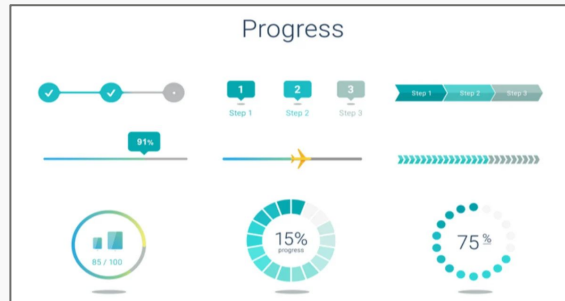 Progress
1 2 3
Step 1 Step 2 Step 3
Step 1 Step 2 Step 3
91%
85 / 100
15%
progress
75%